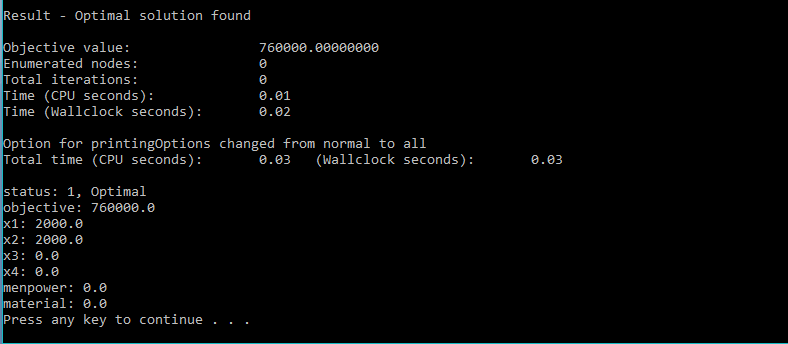 Result - Optimal solution found
Objective value: 760000.00000000
Enumerated nodes: 0
Total iterations: 0
Time (CPU seconds): 0.01
Time (Wallclock seconds): 0.02
Option for printingOptions changed from normal to all
Total time (CPU seconds): 0.03 (Wallclock seconds): 0.03
status: 1, Optimal
objective: 760000.0
x1: 2000.0
x2: 2000.0
x3: 0.0
x4: 0.0
menpower: 0.0
material: 0.0
Press any key to continue . . .